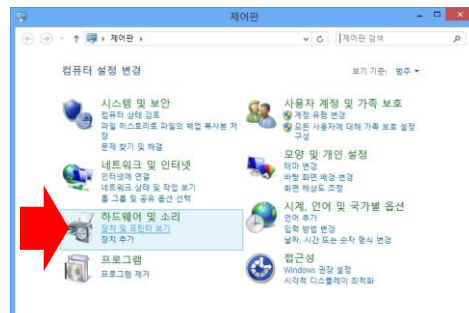 제어판
제어판
제어판 검색
컴퓨터 설정 변경
보기 기준: 범주
시스템 및 보안
컴퓨터 상태 검토
파일 히스토리로 파일의 백업 복사본 저
장
문제 찾기 및 해결
네트워크 및 인터넷
인터넷에 연결
네트워크 상태 및 작업 보기
홈 그룹 및 공유 옵션 선택
하드웨어 및 소리
장치 및 프린터 보기
장치 추가
프로그램
프로그램 제거
사용자 계정 및 가족 보호
계정 유형 변경
모든 사용자에 대해 가족 보호 설정
구성
모양 및 개인 설정
테마 변경
바탕 화면 배경 변경
화면 해상도 조정
시계, 언어 및 국가별 옵션
언어 추가
입력 방법 변경
날짜, 시간 또는 숫자 형식 변경
접근성
Windows 권장 설정
시각적 디스플레이 최적화